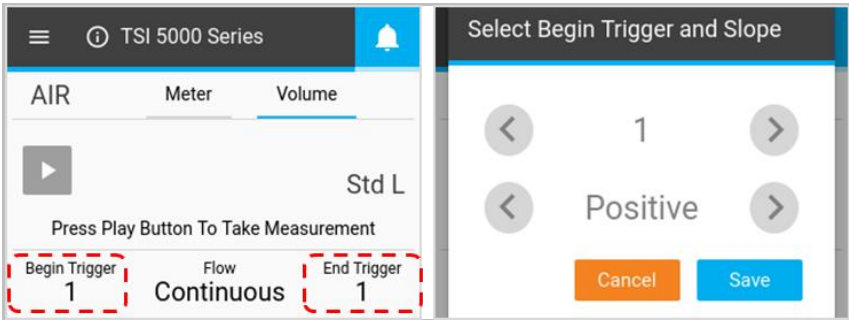 TSI 5000 Series
AIR
Meter
Volume
Std L
Press Play Button To Take Measurement
Begin Trigger
1
Flow
Continuous
End Trigger
1
Select Begin Trigger and Slope
1
Positive
Cancel
Save